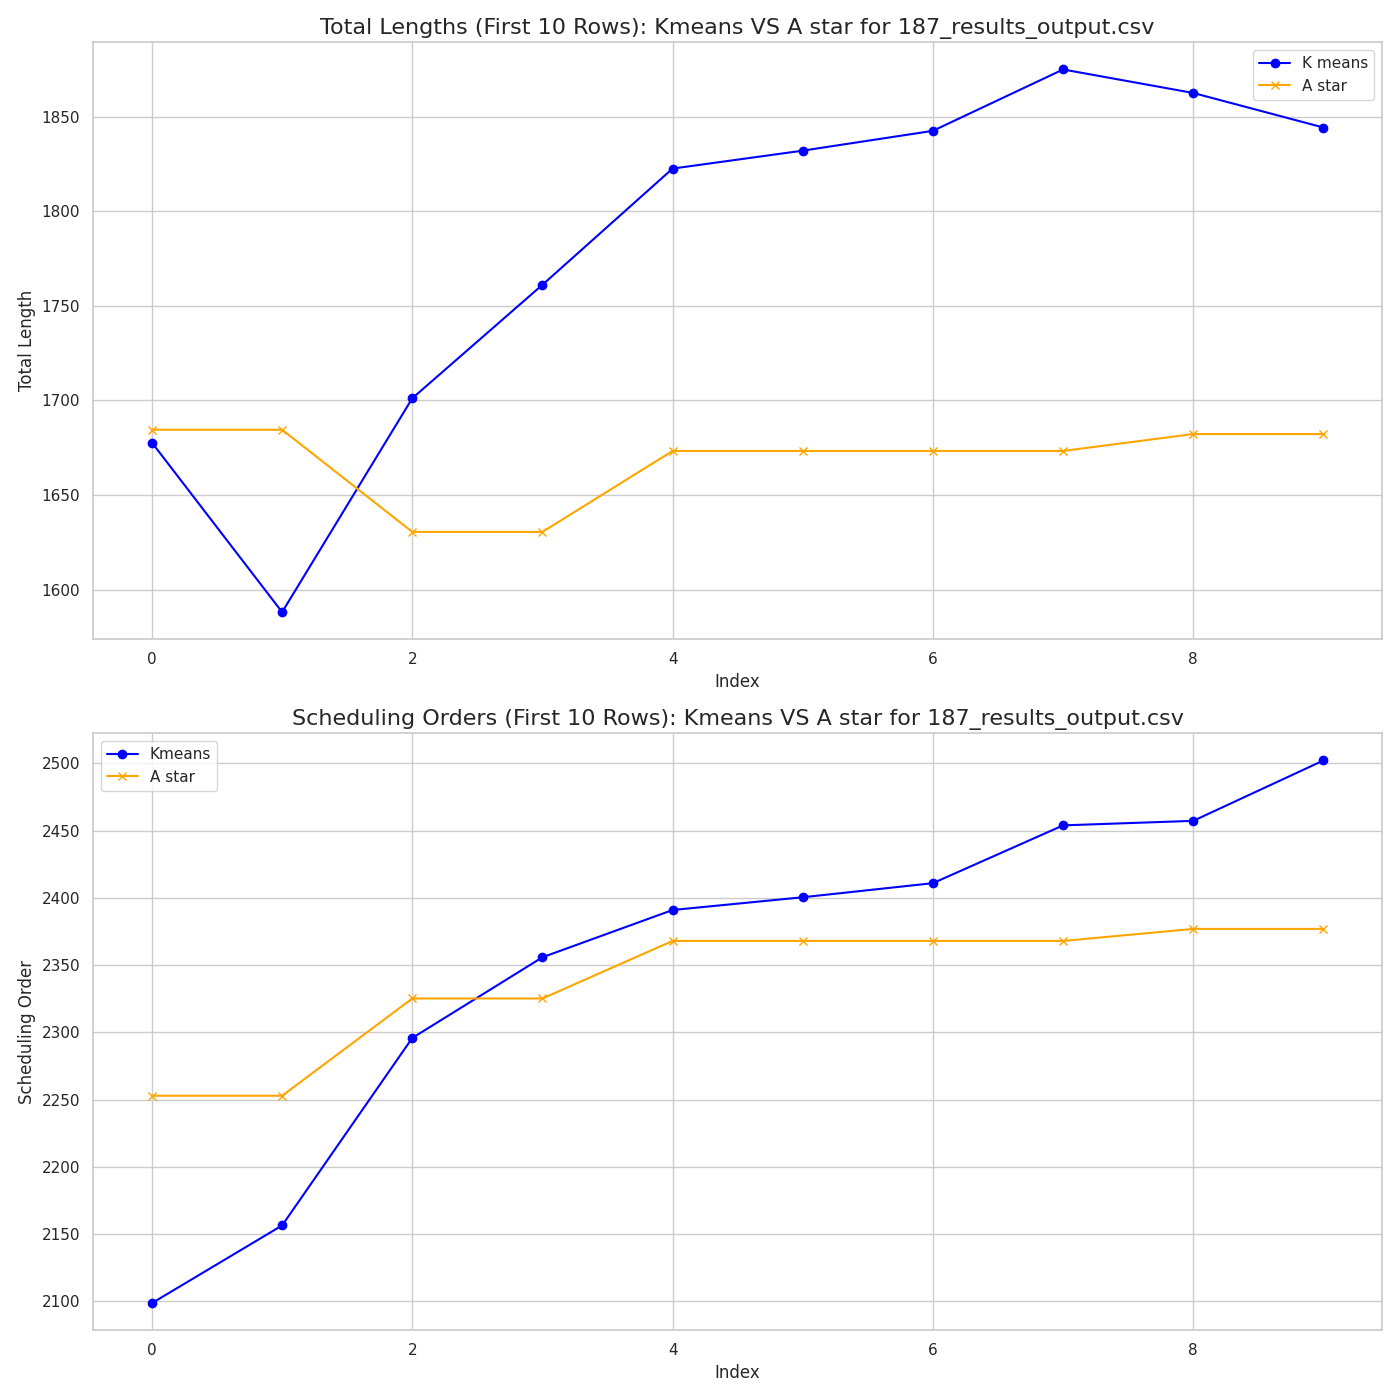 Total Lengths (First 10 Rows): Kmeans VS A star for 187_results_output.csv
K means
A star
1850
1800
1750
1700
1650
1600
Total Length
0 2 4 6 8
Index
Scheduling Orders (First 10 Rows): Kmeans VS A star for 187_results_output.csv
Kmeans
A star
2500
2450
2400
2350
2300
2250
2200
2150
2100
Scheduling Order
0 2 4 6 8
Index